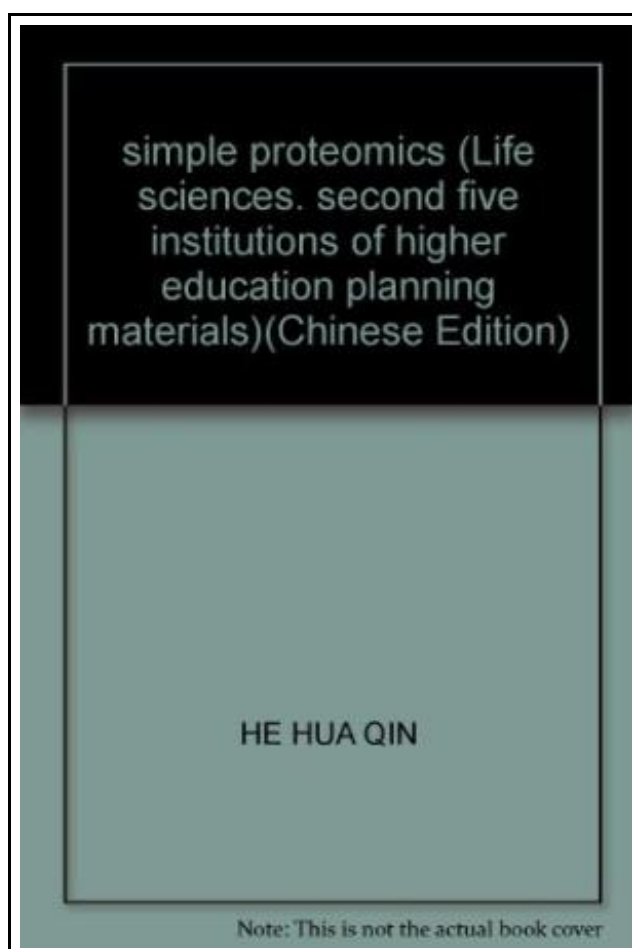 simple proteomics (Life
sciences. second five
institutions of higher
education planning
materials)(Chinese Edition)
HE HUA QIN
Note: This is not the actual book cover